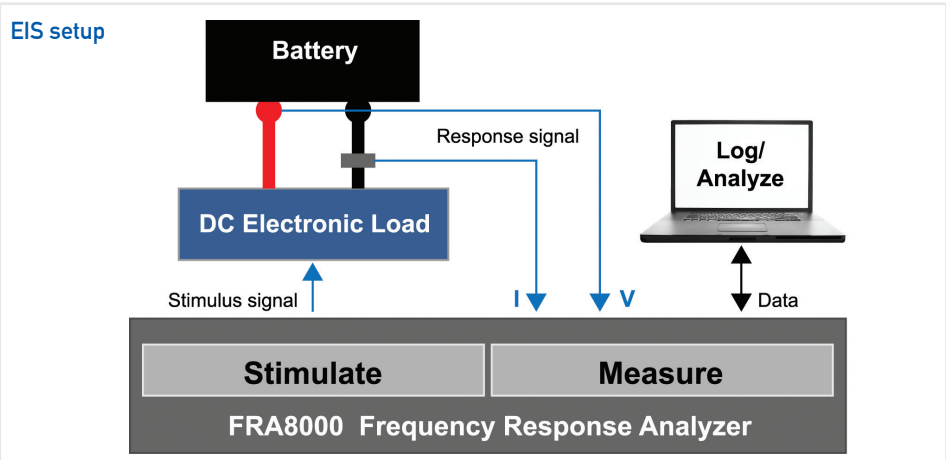 EIS setup
Battery
Response signal
Log/
Analyze
DC Electronic Load
Stimulus signal
I
V
Data
Stimulate
Measure
FRA8000 Frequency Response Analyzer